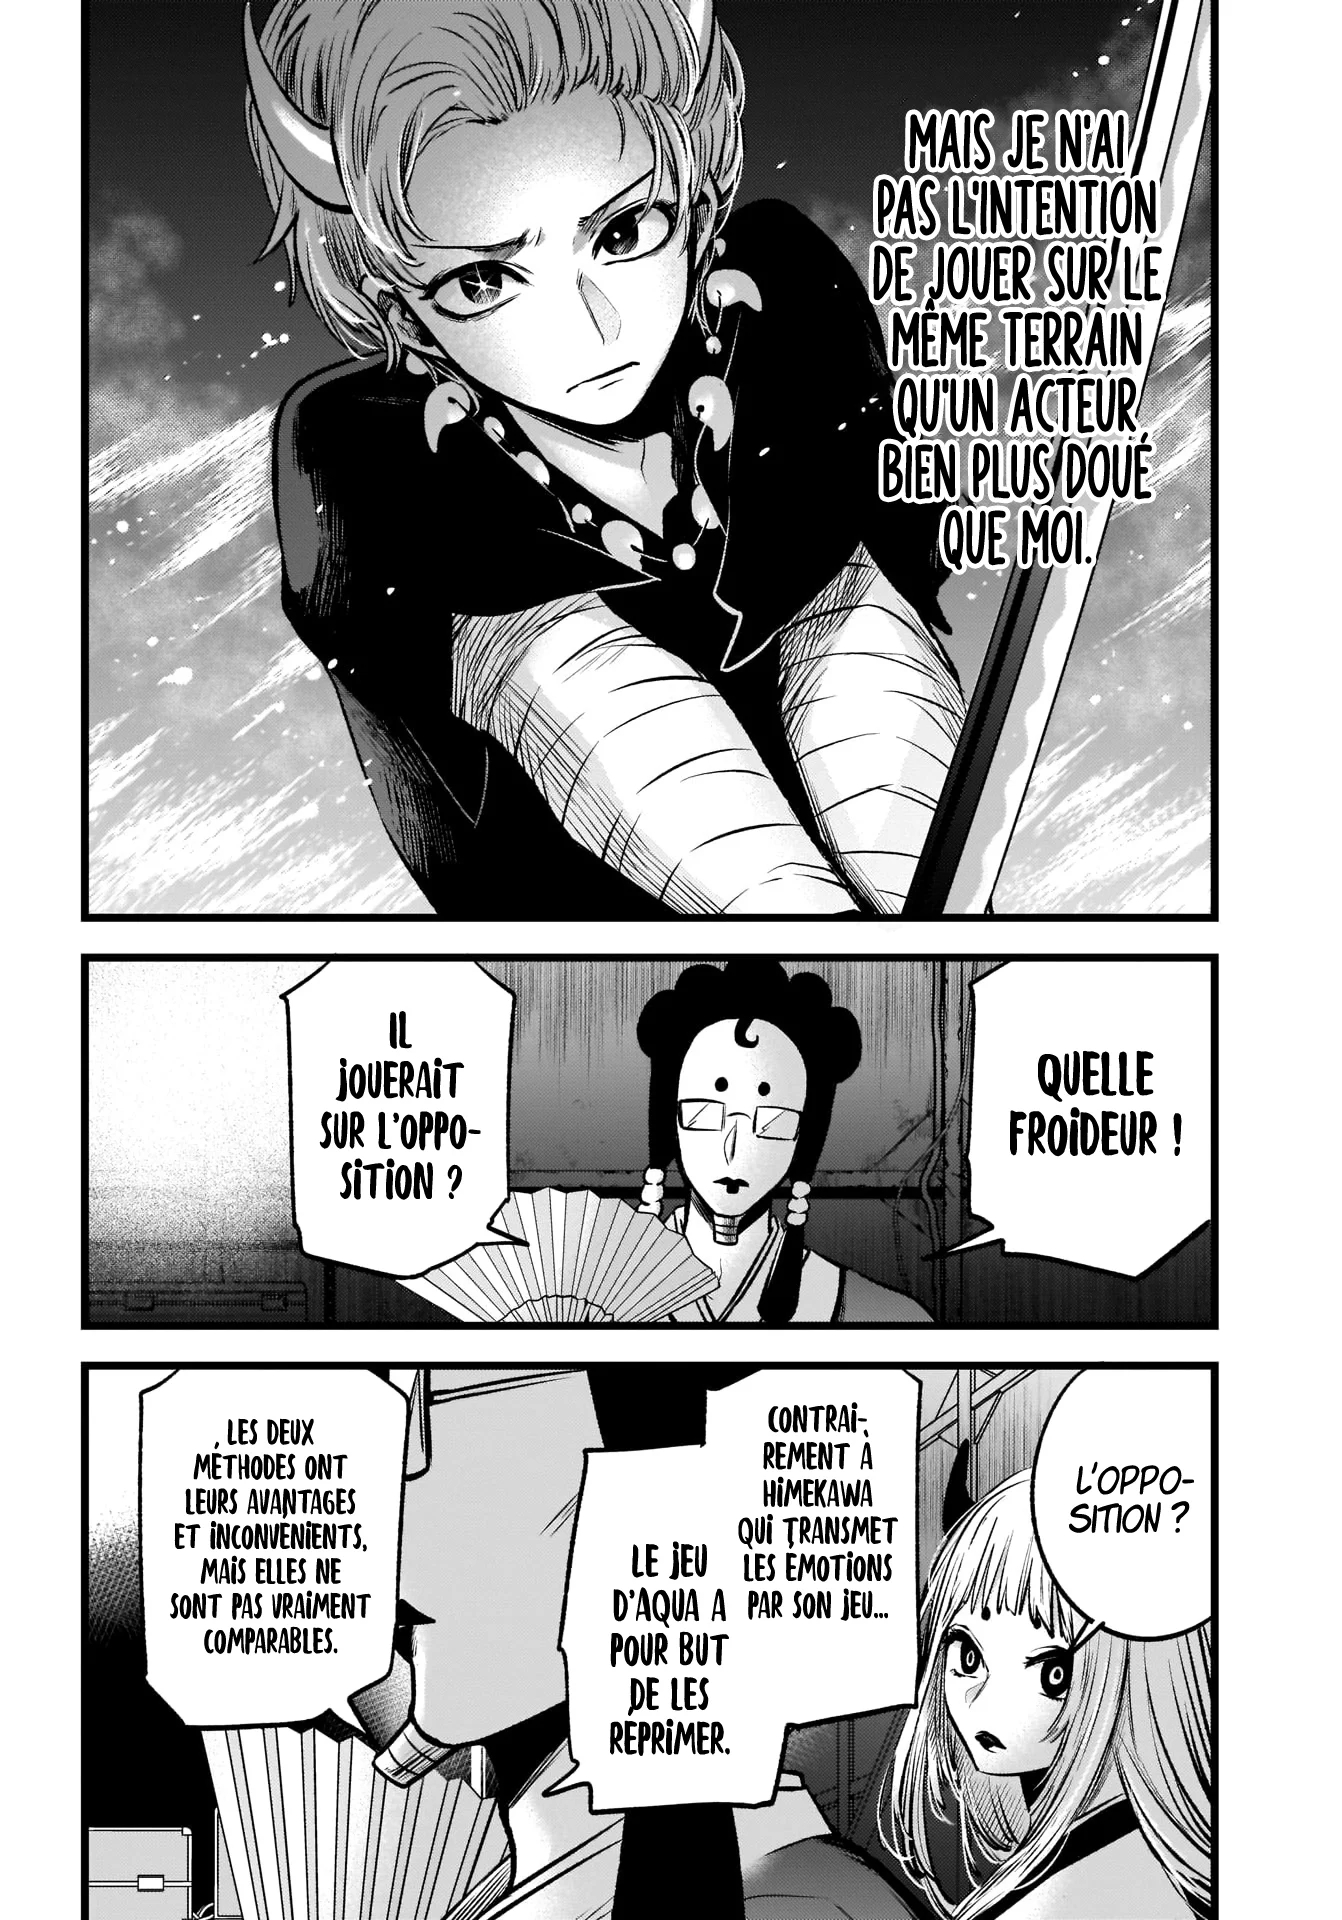 MAIS JE N'AI
PAS L'INTENTION
DE JOUER SUR LE
MÊME TERRAIN
QU'UN ACTEUR,
BIEN PLUS DOUÉ
QUE MOI.
QUELLE
FROIDEUR !
IL
JOUERAIT
SUR L'OPPO-
SITION ?
L'OPPO-
SITION ?
CONTRAI-
REMENT À
HIMEKAWA
QUI TRANSMET
LES ÉMOTIONS
PAR SON JEU...
LE JEU
D'AQUA A
POUR BUT
DE LES
RÉPRIMER.
LES DEUX
MÉTHODES ONT
LEURS AVANTAGES
ET INCONVÉNIENTS,
MAIS ELLES NE
SONT PAS VRAIMENT
COMPARABLES.